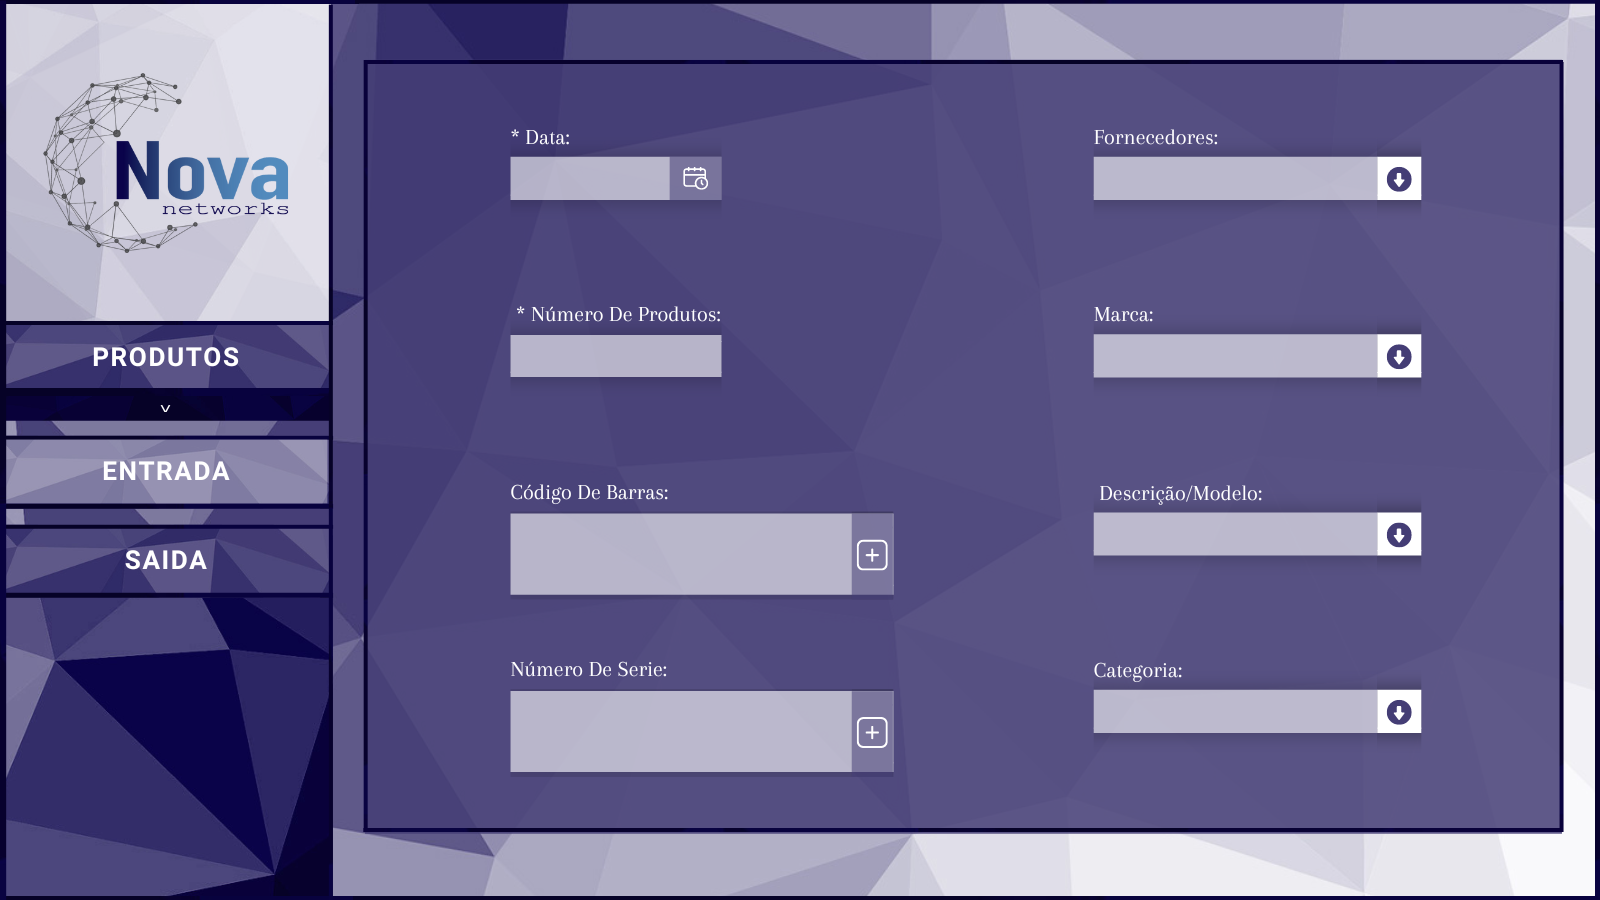 Nova
networks
PRODUTOS
v
ENTRADA
SAIDA
* Data:
Fornecedores:
* Número De Produtos:
Marca:
Código De Barras:
Descrição/Modelo:
Número De Serie:
Categoria: